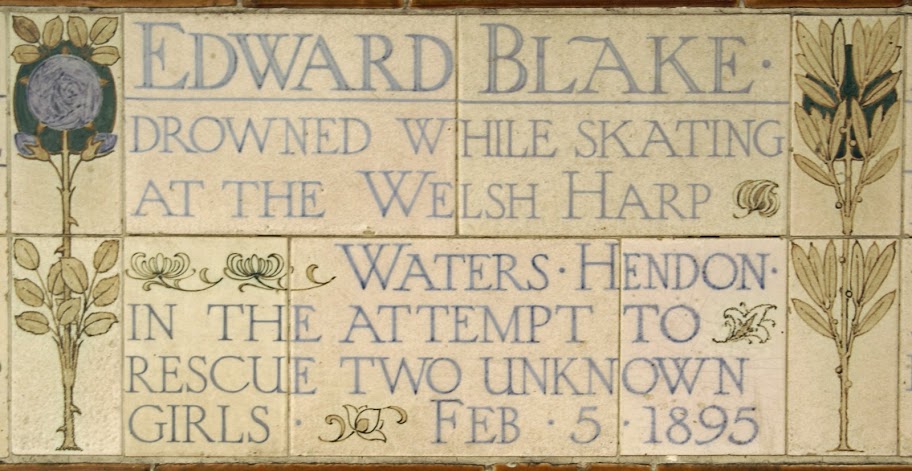 EDWARD BLAKE·
DROWNED WHILE SKATING
AT THE WELSH HARP
WATERS·HENDON·
IN THE ATTEMPT TO
RESCUE TWO UNKNOWN
GIRLS· FEB·5·1895